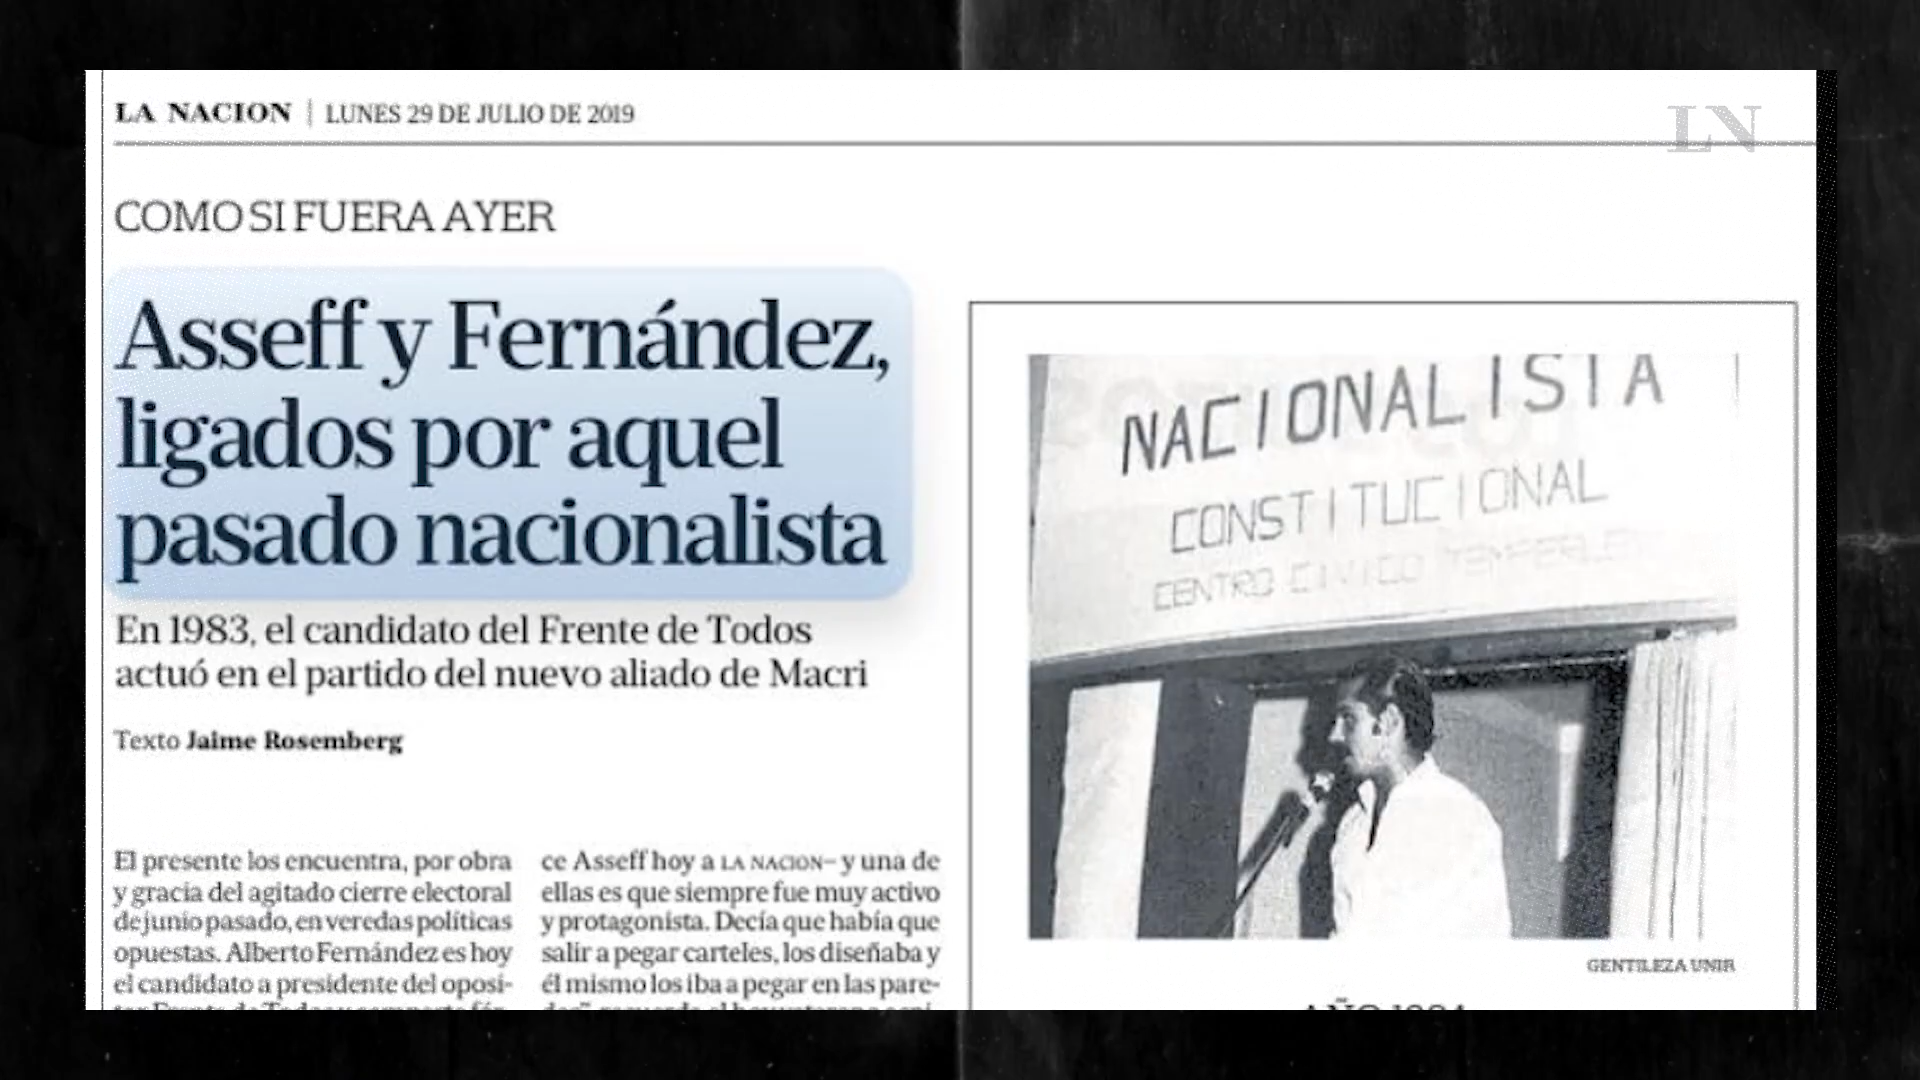 LA NACION | LUNES 29 DE JULIO DE 2019
LN
COMO SI FUERA AYER
Asseff y Fernández,
ligados por aquel
pasado nacionalista
En 1983, el candidato del Frente de Todos
actuó en el partido del nuevo aliado de Macri
Texto Jaime Rosemberg
El presente los encuentra, por obra
y gracia del agitado cierre electoral
de junio pasado, en veredas políticas
opuestas. Alberto Fernández es hoy
el candidato a presidente del oposi-
ce Asseff hoy a LA NACION– y una de
ellas es que siempre fue muy activo
y protagonista. Decía que había que
salir a pegar carteles, los diseñaba y
él mismo los iba a pegar en las pare-
NACIONALISTA
CONSTITUCIONAL
CENTRO CIVICO TEMPERLEY
GENTILEZA UNIR